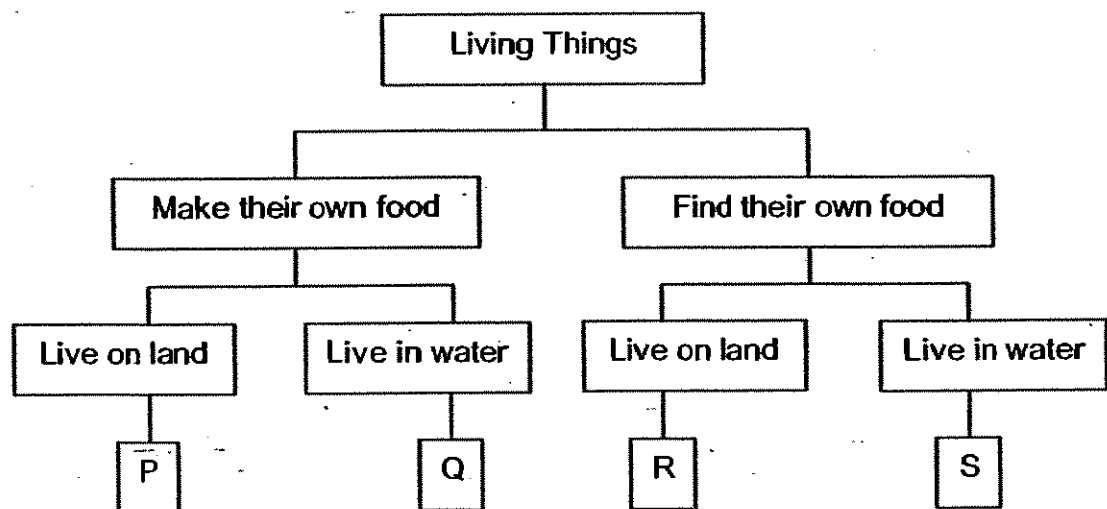 Living Things
Make their own food
Find their own food
Live on land
Live in water
Live on land
Live in water
P
Q
R
S